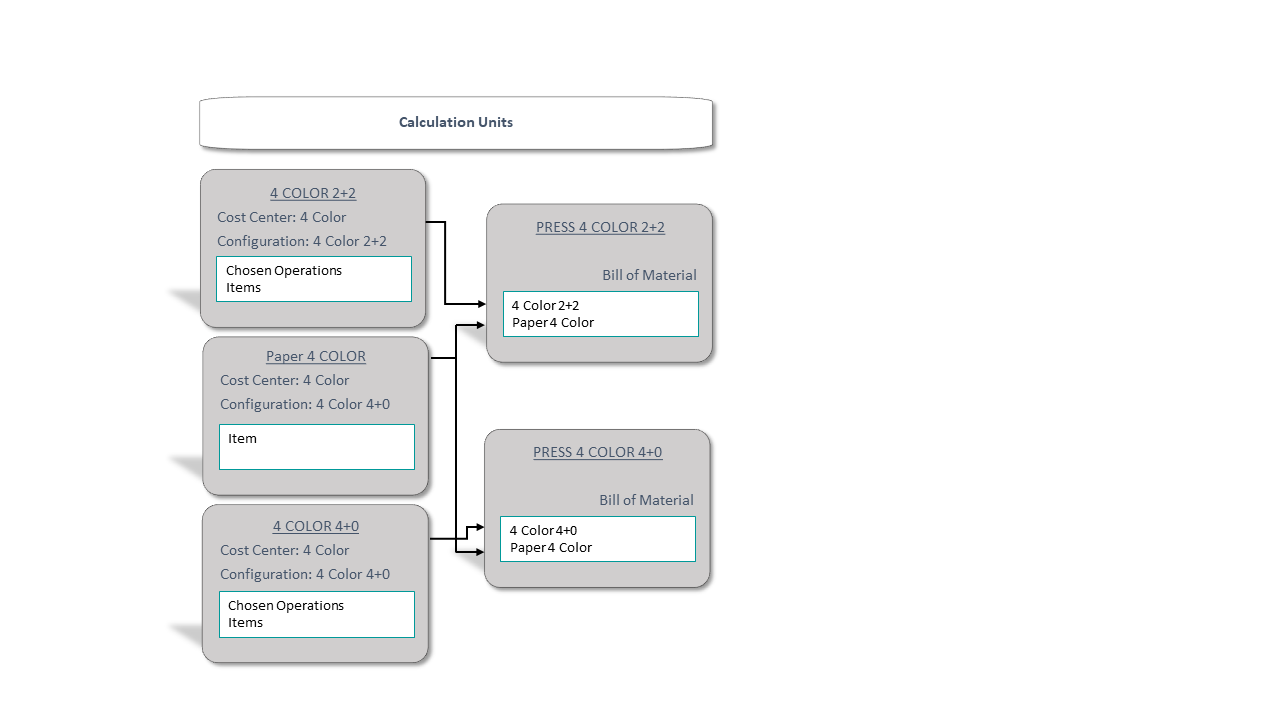 Calculation Units
4 COLOR 2+2
Cost Center: 4 Color
Configuration: 4 Color 2+2
Chosen Operations
Items
Paper 4 COLOR
Cost Center: 4 Color
Configuration: 4 Color 4+0
Item
4 COLOR 4+0
Cost Center: 4 Color
Configuration: 4 Color 4+0
Chosen Operations
Items
PRESS 4 COLOR 2+2
Bill of Material
4 Color 2+2
Paper 4 Color
PRESS 4 COLOR 4+0
Bill of Material
4 Color 4+0
Paper 4 Color